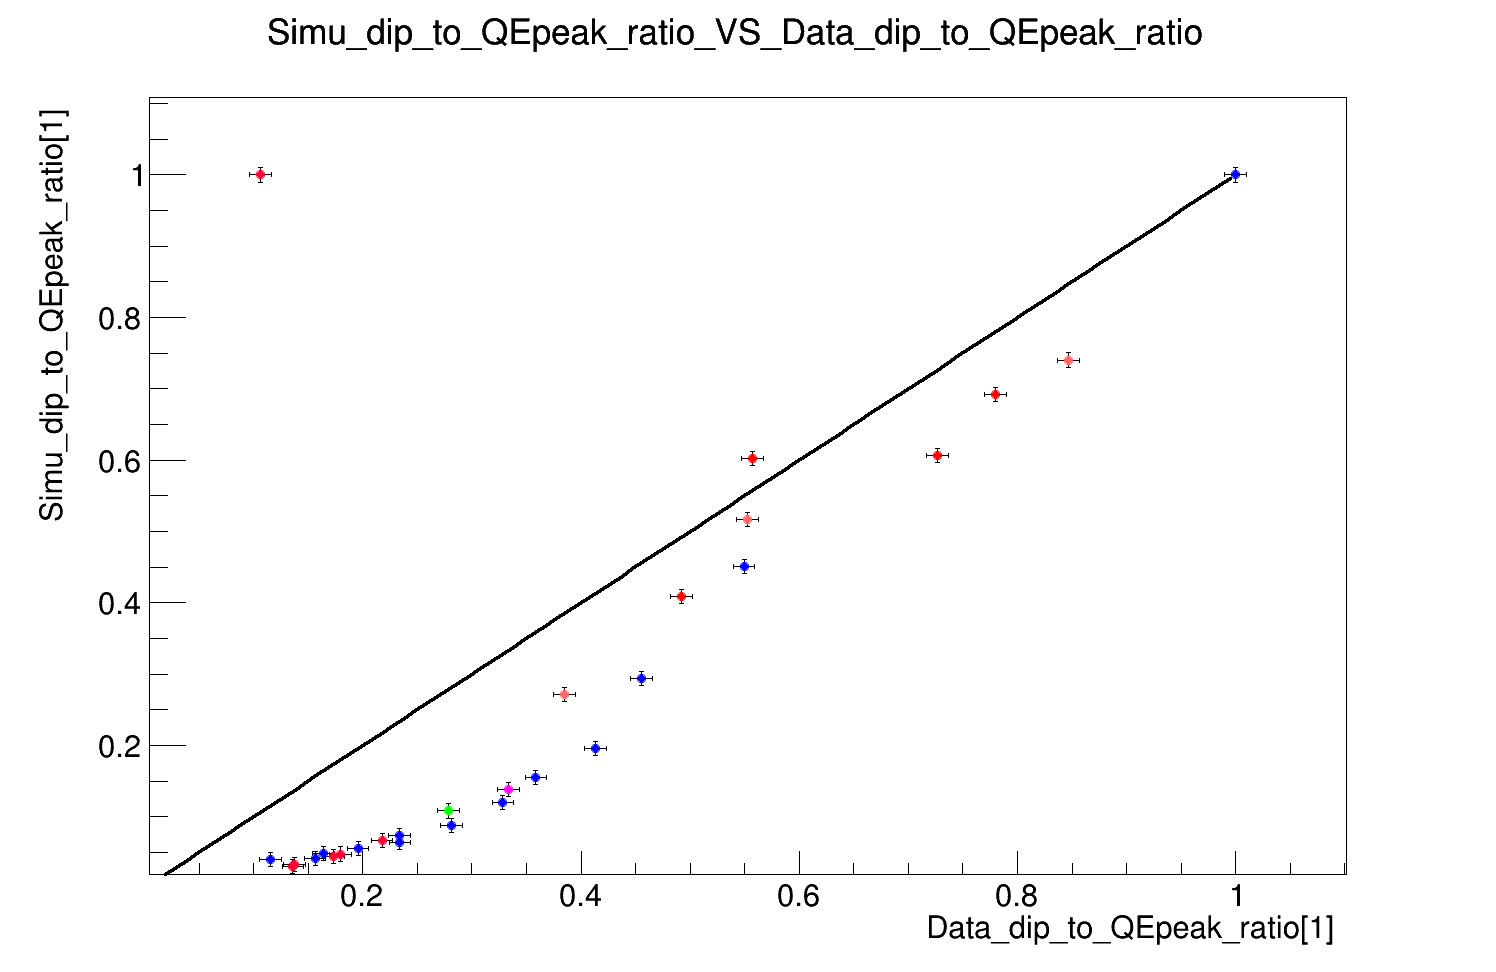 Simu_dip_to_QEpeak_ratio_VS_Data_dip_to_QEpeak_ratio
Simu_dip_to_QEpeak_ratio[1]
1
0.8
0.6
0.4
0.2
0.2 0.4 0.6 0.8 1
Data_dip_to_QEpeak_ratio[1]